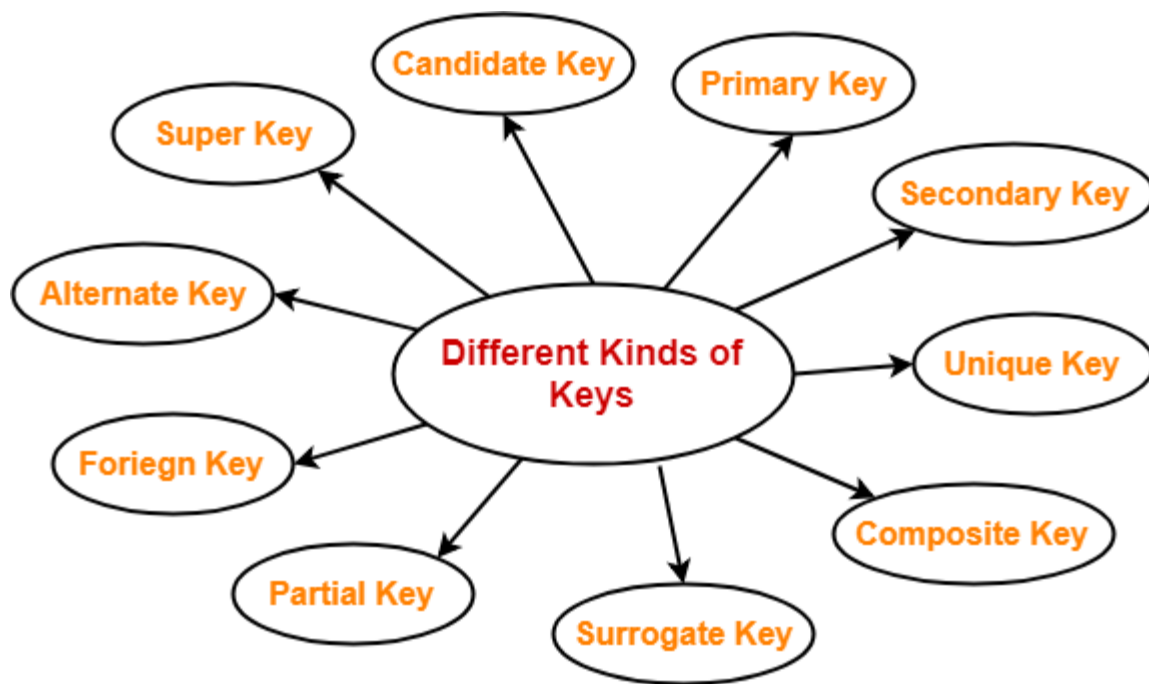 Candidate Key
Primary Key
Super Key
Secondary Key
Alternate Key
Different Kinds of
Keys
Unique Key
Foriegn Key
Composite Key
Partial Key
Surrogate Key